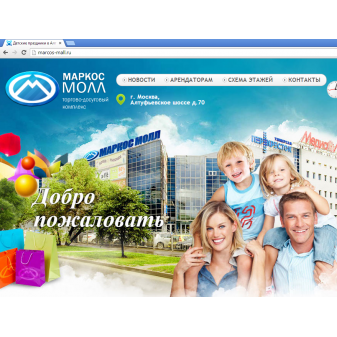 Детские праздники в Алт
marcos-mall.ru
МАРКОС
МОЛЛ
торгово-досуговый
комплекс
НОВОСТИ
АРЕНДАТОРАМ
СХЕМА ЭТАЖЕЙ
КОНТАКТЫ
г. Москва,
Алтуфьевское шоссе д.70
МАРКОС МОЛЛ
Добро
пожаловать